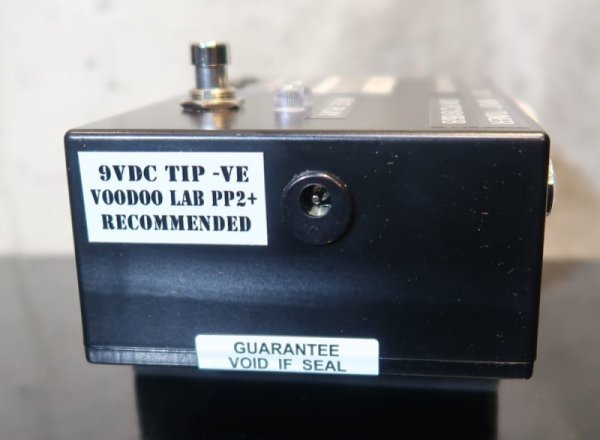 9VDC TIP -VE
VOODOO LAB PP2+
RECOMMENDED
GUARANTEE
VOID IF SEAL